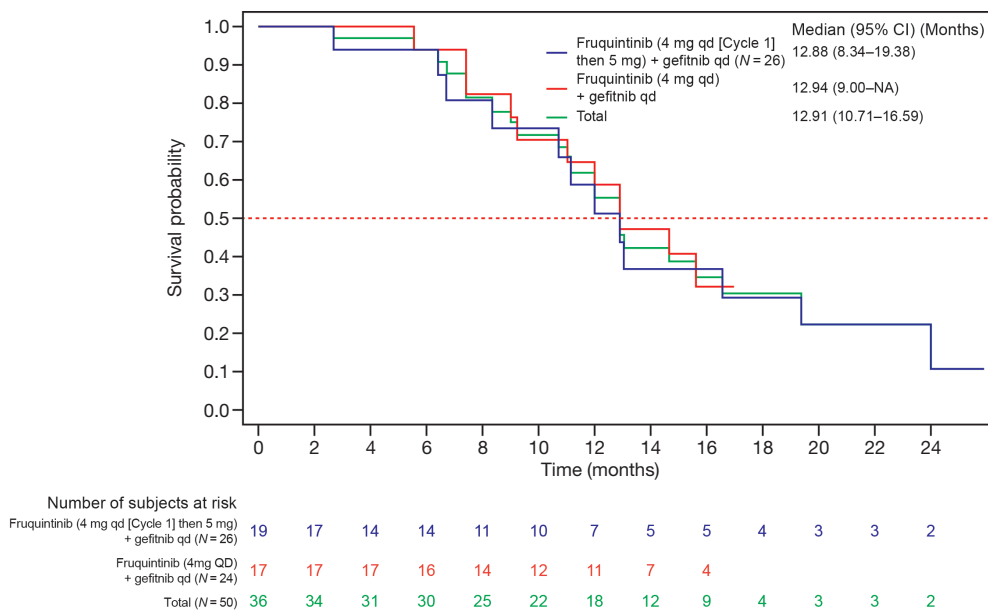 Median (95% CI) (Months)
Fruquintinib (4 mg qd [Cycle 1] 12.88 (8.34–19.38)
then 5 mg) + gefitnib qd (N = 26)
Fruquintinib (4 mg qd) 12.94 (9.00–NA)
+ gefitnib qd
Total 12.91 (10.71–16.59)
Survival probability
1.0
0.9
0.8
0.7
0.6
0.5
0.4
0.3
0.2
0.1
0.0
0 2 4 6 8 10 12 14 16 18 20 22 24
Time (months)
Number of subjects at risk
Fruquintinib (4 mg qd [Cycle 1] then 5 mg)
+ gefitnib qd (N = 26) 19 17 14 14 11 10 7 5 5 4 3 3 2
Fruquintinib (4mg QD)
+ gefitnib qd (N = 24) 17 17 17 16 14 12 11 7 4
Total (N = 50) 36 34 31 30 25 22 18 12 9 4 3 3 2